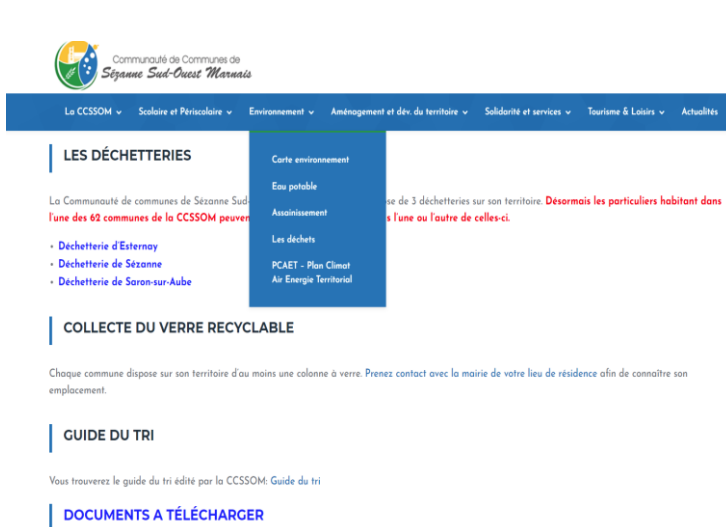 Communauté de Communes de
Sézanne Sud-Ouest Marnais
La CCSSOM Scolaire et Périscolaire Environnement Aménagement et dév. du territoire Solidarité et services Tourisme & Loisirs Actualités
Carte environnement
Eau potable
Assainissement
Les déchets
PCAET – Plan Climat
Air Energie Territorial
LES DÉCHETTERIES
La Communauté de communes de Sézanne Sud- se de 3 déchetteries sur son territoire. Désormais les particuliers habitant dans
l'une des 62 communes de la CCSSOM peuven s l'une ou l'autre de celles-ci.
• Déchetterie d'Esternay
• Déchetterie de Sézanne
• Déchetterie de Saron-sur-Aube
COLLECTE DU VERRE RECYCLABLE
Chaque commune dispose sur son territoire d'au moins une colonne à verre. Prenez contact avec la mairie de votre lieu de résidence afin de connaître son
emplacement.
GUIDE DU TRI
Vous trouverez le guide du tri édité par la CCSSOM: Guide du tri
DOCUMENTS A TÉLÉCHARGER